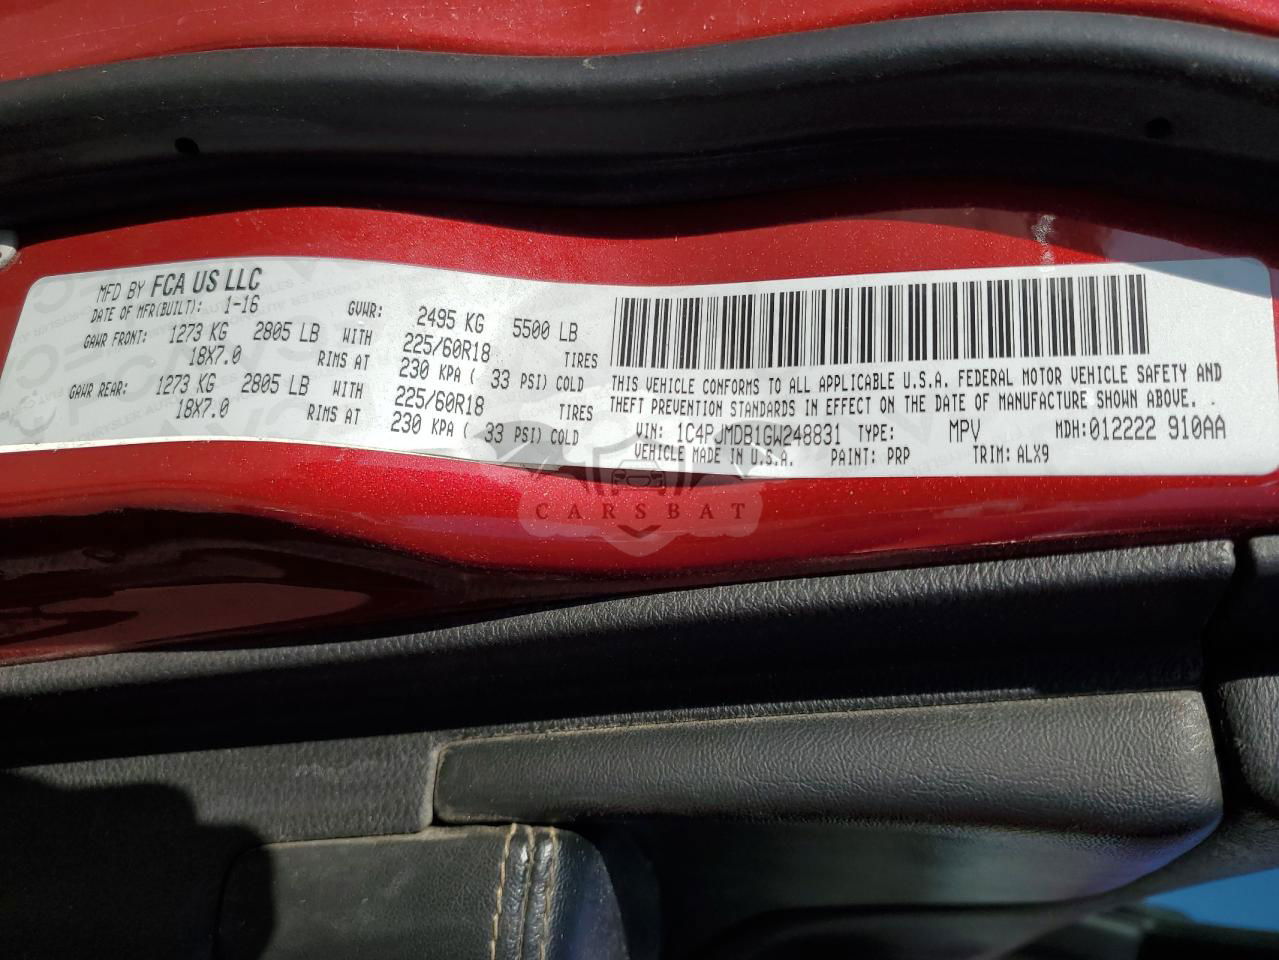 MFD BY FCA US LLC
DATE OF MFR(BUILT): 1-16 GVWR: 2495 KG 5500 LB
GAWR FRONT: 1273 KG 2805 LB WITH 225/60R18 TIRES
18X7.0 RIMS AT 230 KPA ( 33 PSI) COLD
GAWR REAR: 1273 KG 2805 LB WITH 225/60R18 TIRES
18X7.0 RIMS AT 230 KPA ( 33 PSI) COLD
THIS VEHICLE CONFORMS TO ALL APPLICABLE U.S.A. FEDERAL MOTOR VEHICLE SAFETY AND
THEFT PREVENTION STANDARDS IN EFFECT ON THE DATE OF MANUFACTURE SHOWN ABOVE. .
VIN: 1C4PJMDB1GW248831 TYPE: MPV MDH:012222 910AA
VEHICLE MADE IN U.S.A. PAINT: PRP TRIM: ALX9
CARSBAT